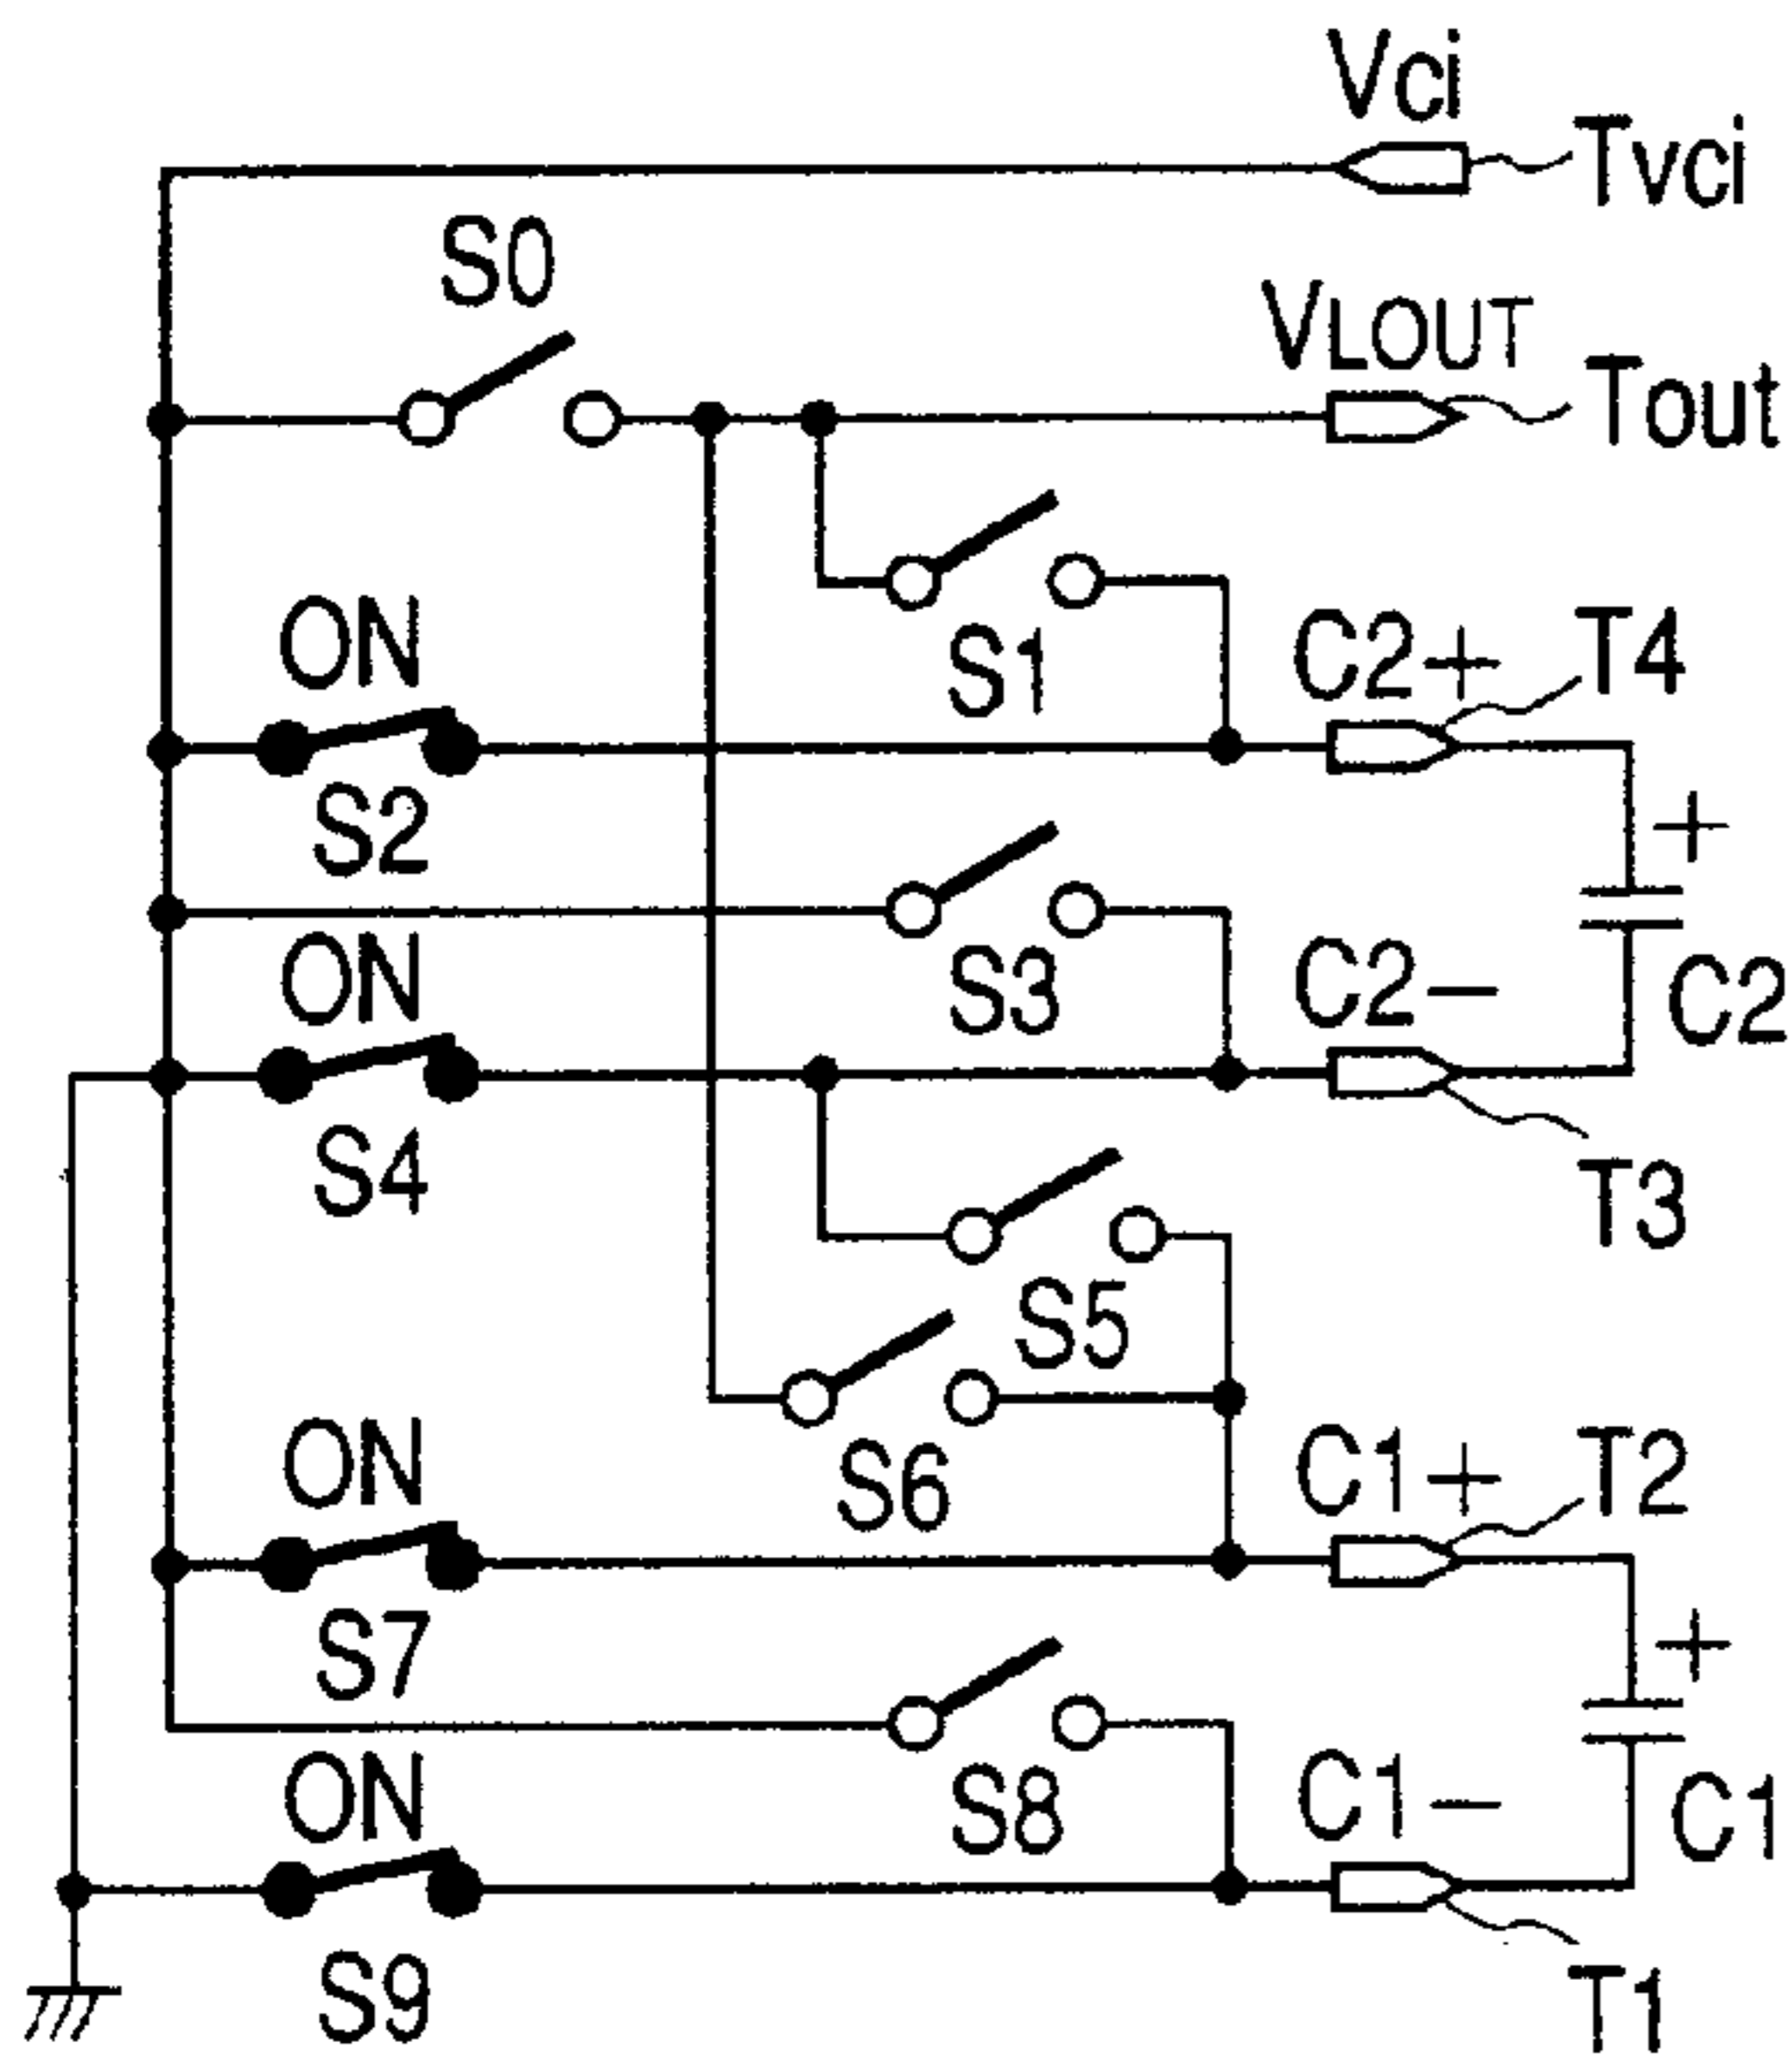 Vci
Tvci
S0
VLOUT
Tout
ON
S1
C2+
T4
S2
+
ON
S3
C2-
C2
S4
T3
S5
ON
S6
C1+
T2
S7
+
ON
S8
C1-
C1
S9
T1